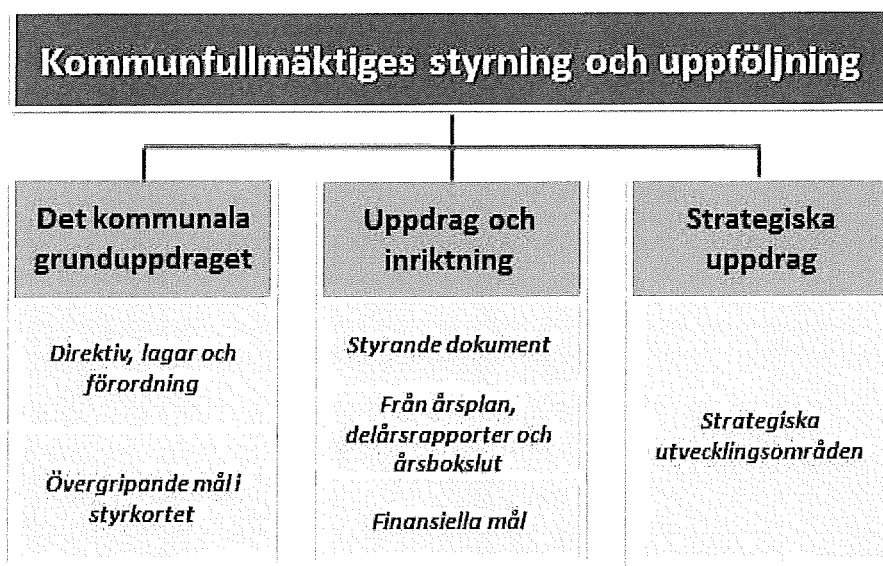 Kommunfullmäktiges styrning och uppföljning
Det kommunala
grunduppdraget
Direktiv, lagar och
förordning
Övergripande mål i
styrkortet
Uppdrag och
inriktning
Styrande dokument
Från årsplan,
delårsrapporter och
årsbokslut
Finansiella mål
Strategiska
uppdrag
Strategiska
utvecklingsområden